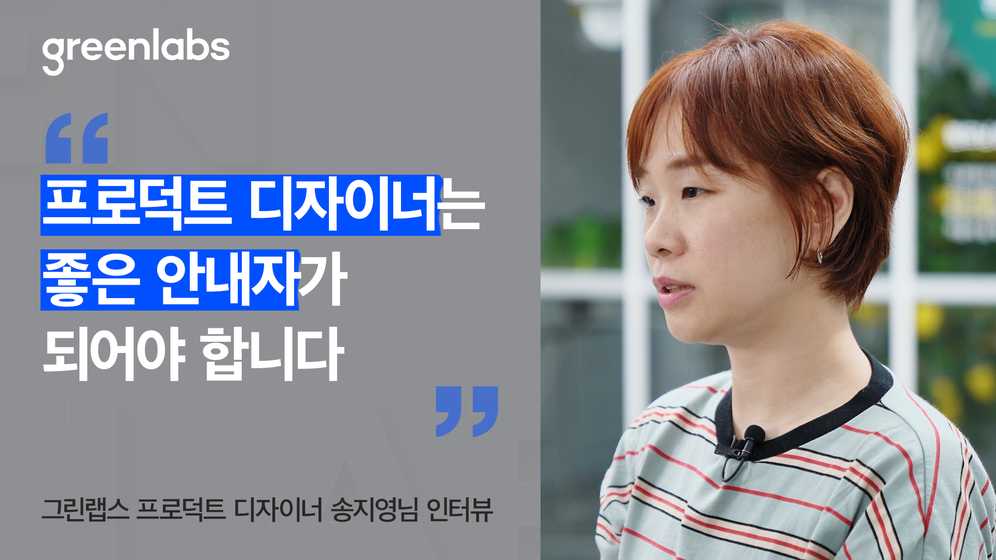 greenlabs
프로덕트 디자이너는
좋은 안내자가
되어야 합니다
그린랩스 프로덕트 디자이너 송지영님 인터뷰